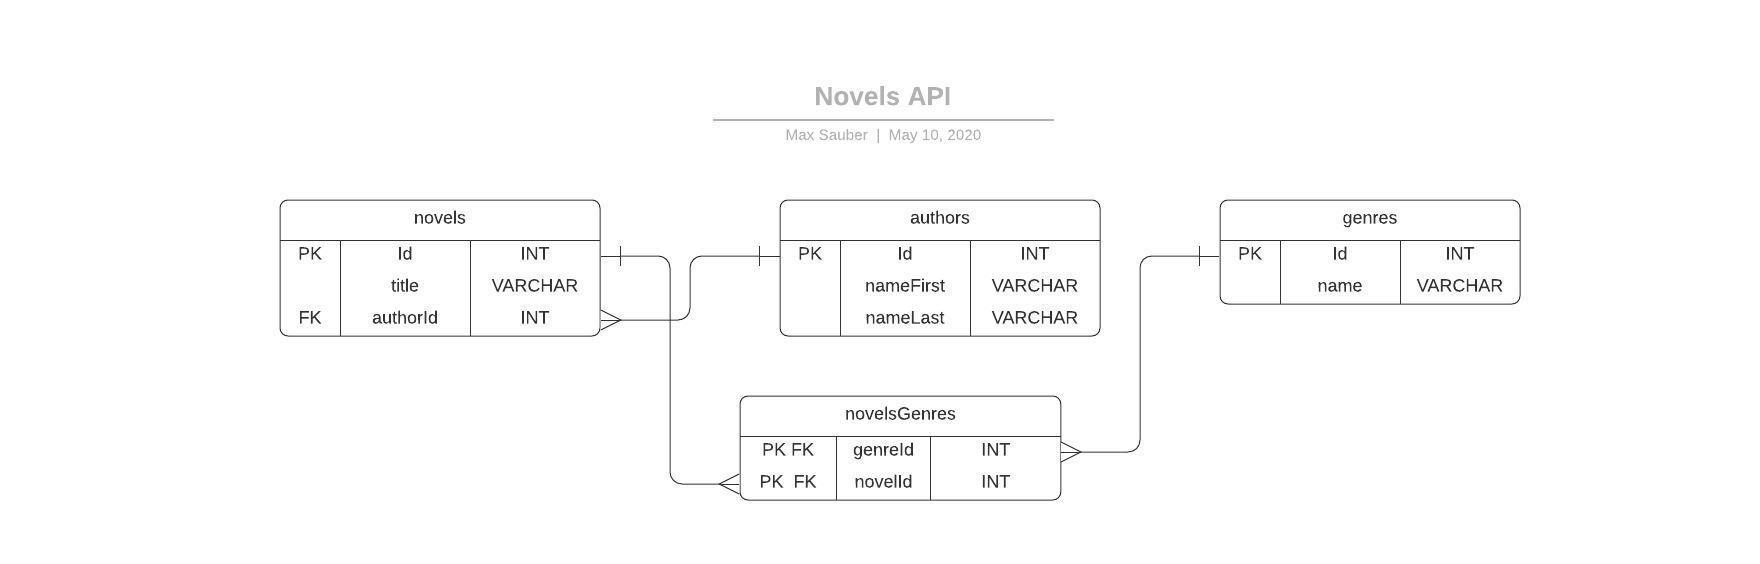 Novels API
Max Sauber | May 10, 2020
novels
PK Id INT
title VARCHAR
FK authorId INT
authors
PK Id INT
nameFirst VARCHAR
nameLast VARCHAR
genres
PK Id INT
name VARCHAR
novelsGenres
PK FK genreId INT
PK FK novelId INT